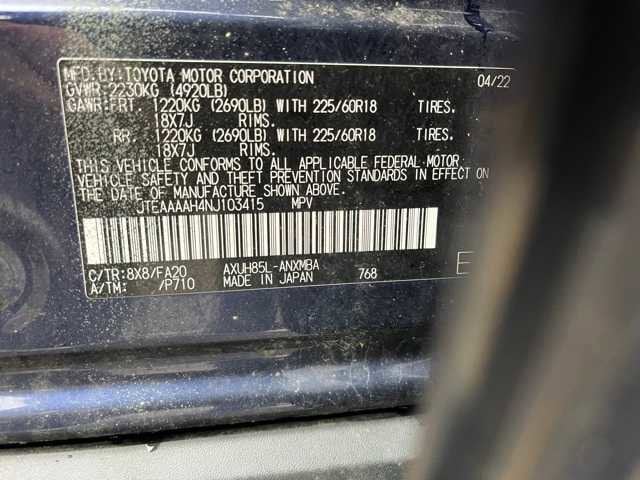 MFD.BY:TOYOTA MOTOR CORPORATION 04/22
GVWR:2230KG (4920LB)
GAWR:FRT. 1220KG (2690LB) WITH 225/60R18 TIRES.
18X7J RIMS.
RR. 1220KG (2690LB) WITH 225/60R18 TIRES.
18X7J RIMS.
THIS VEHICLE CONFORMS TO ALL APPLICABLE FEDERAL MOTOR
VEHICLE SAFETY AND THEFT PREVENTION STANDARDS IN EFFECT ON
THE DATE OF MANUFACTURE SHOWN ABOVE.
JTEAAAAH4NJ103415 MPV
C/TR:8X8/FA20 AXUH85L-ANXMBA 768
A/TM: /P710 MADE IN JAPAN